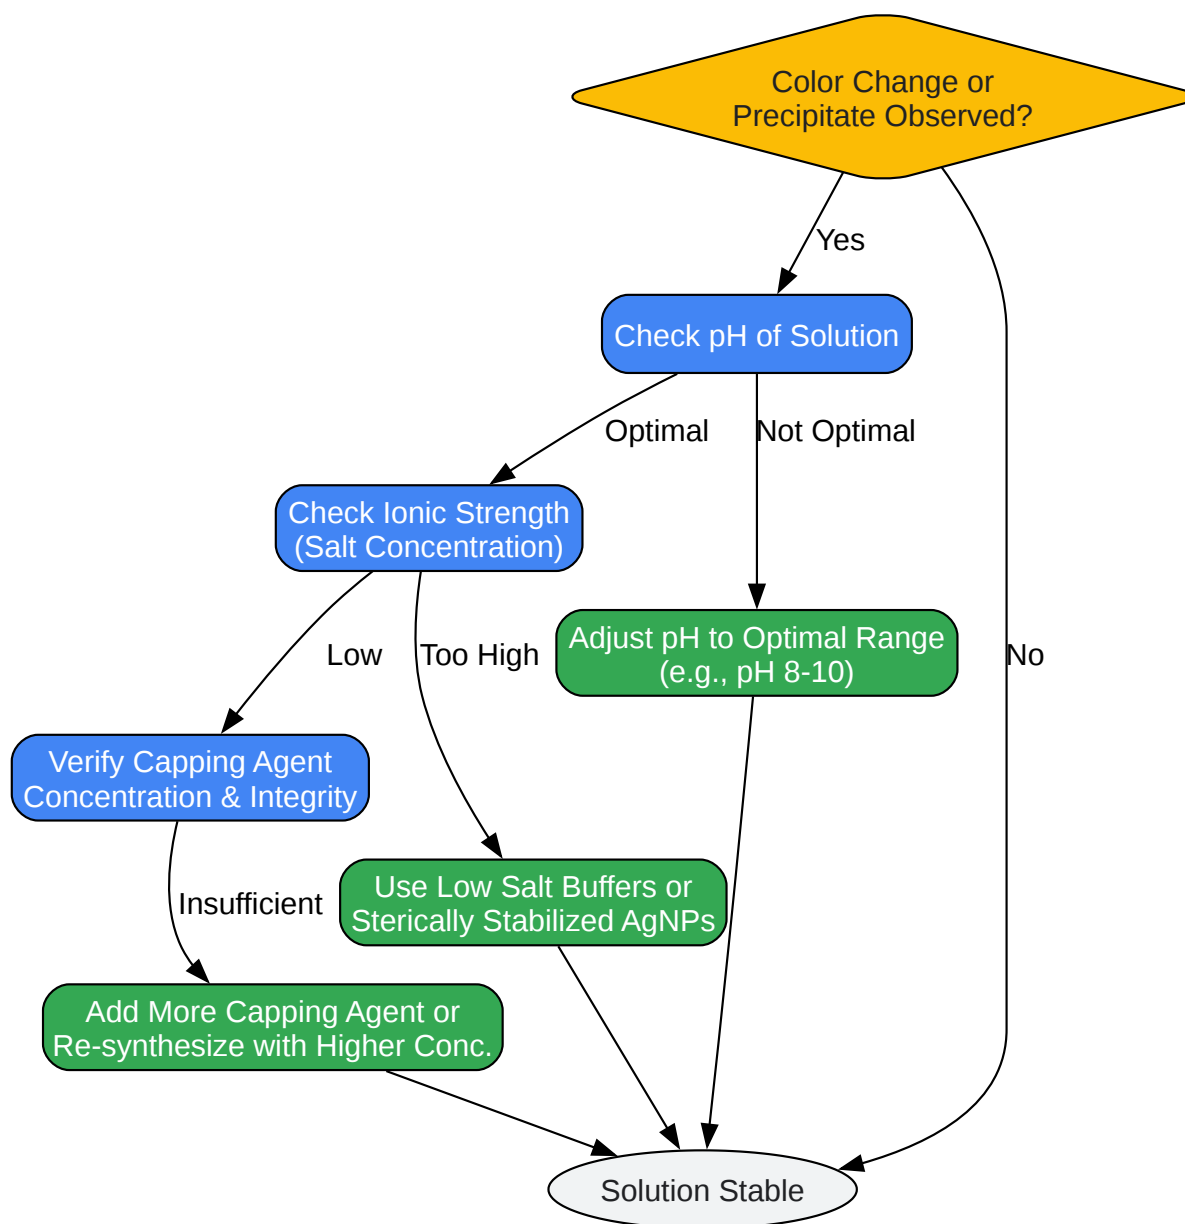 Color Change or
Precipitate Observed?
Yes
Check pH of Solution
Optimal
Not Optimal
Check Ionic Strength
(Salt Concentration)
Adjust pH to Optimal Range
(e.g., pH 8-10)
Low
Too High
No
Verify Capping Agent
Concentration & Integrity
Use Low Salt Buffers or
Sterically Stabilized AgNPs
Insufficient
Add More Capping Agent or
Re-synthesize with Higher Conc.
Solution Stable